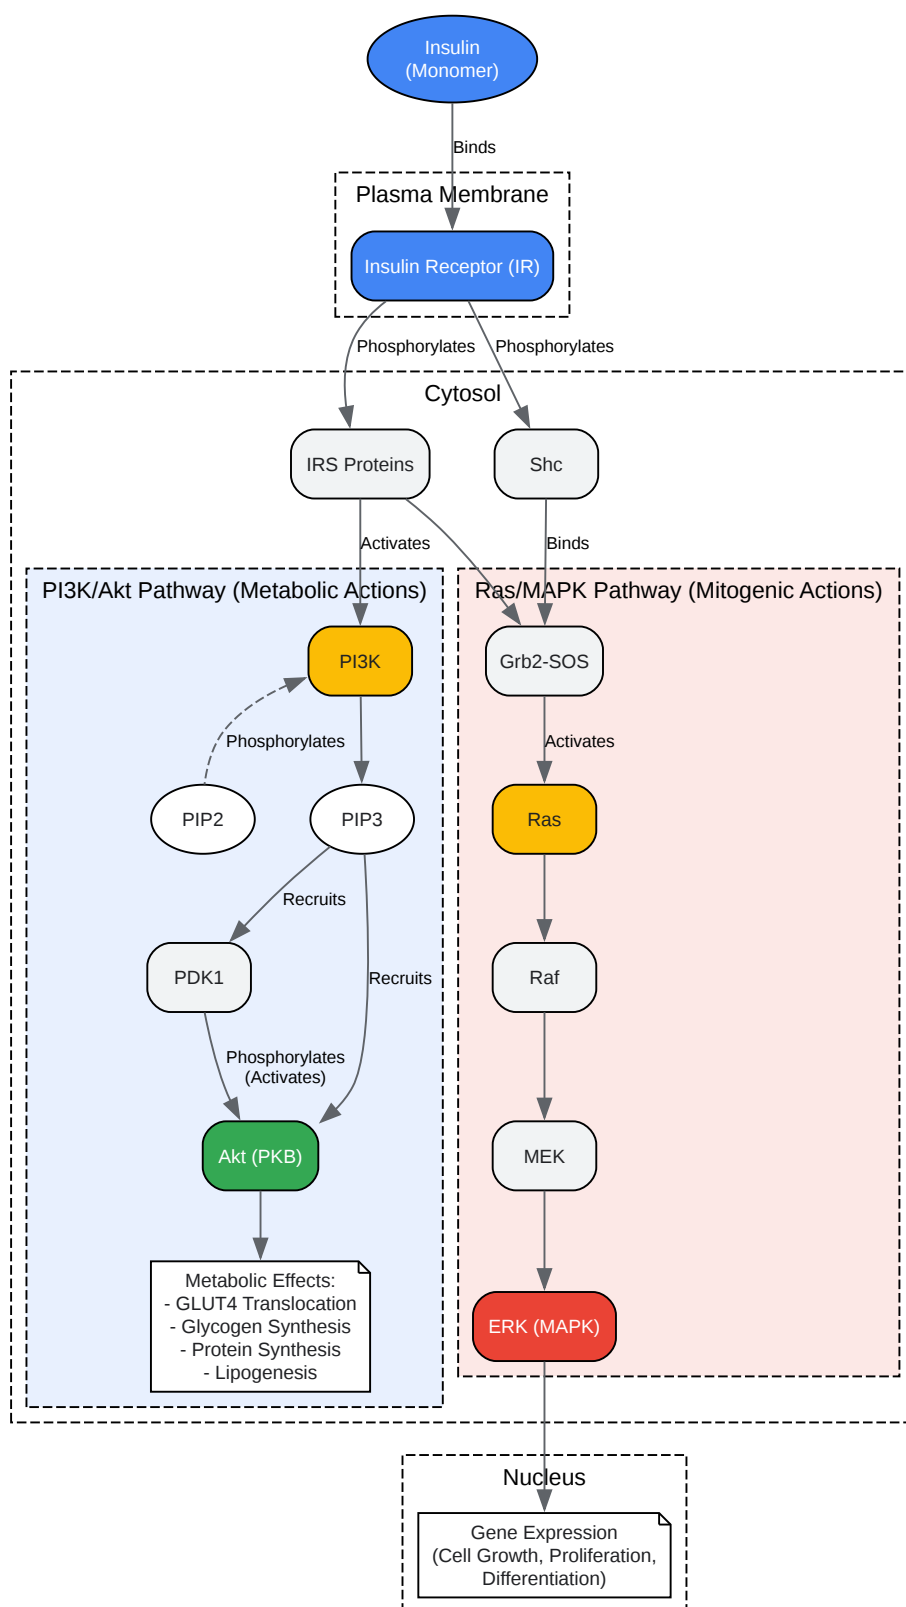 Insulin
(Monomer)
Binds
Plasma Membrane
Insulin Receptor (IR)
Phosphorylates
Phosphorylates
Cytosol
IRS Proteins
Shc
Activates
Binds
PI3K/Akt Pathway (Metabolic Actions)
Ras/MAPK Pathway (Mitogenic Actions)
PI3K
Grb2-SOS
Phosphorylates
Activates
PIP2
PIP3
Ras
Recruits
PDK1
Recruits
Raf
Phosphorylates
(Activates)
Akt (PKB)
MEK
Metabolic Effects:
- GLUT4 Translocation
- Glycogen Synthesis
- Protein Synthesis
- Lipogenesis
ERK (MAPK)
Nucleus
Gene Expression
(Cell Growth, Proliferation,
Differentiation)